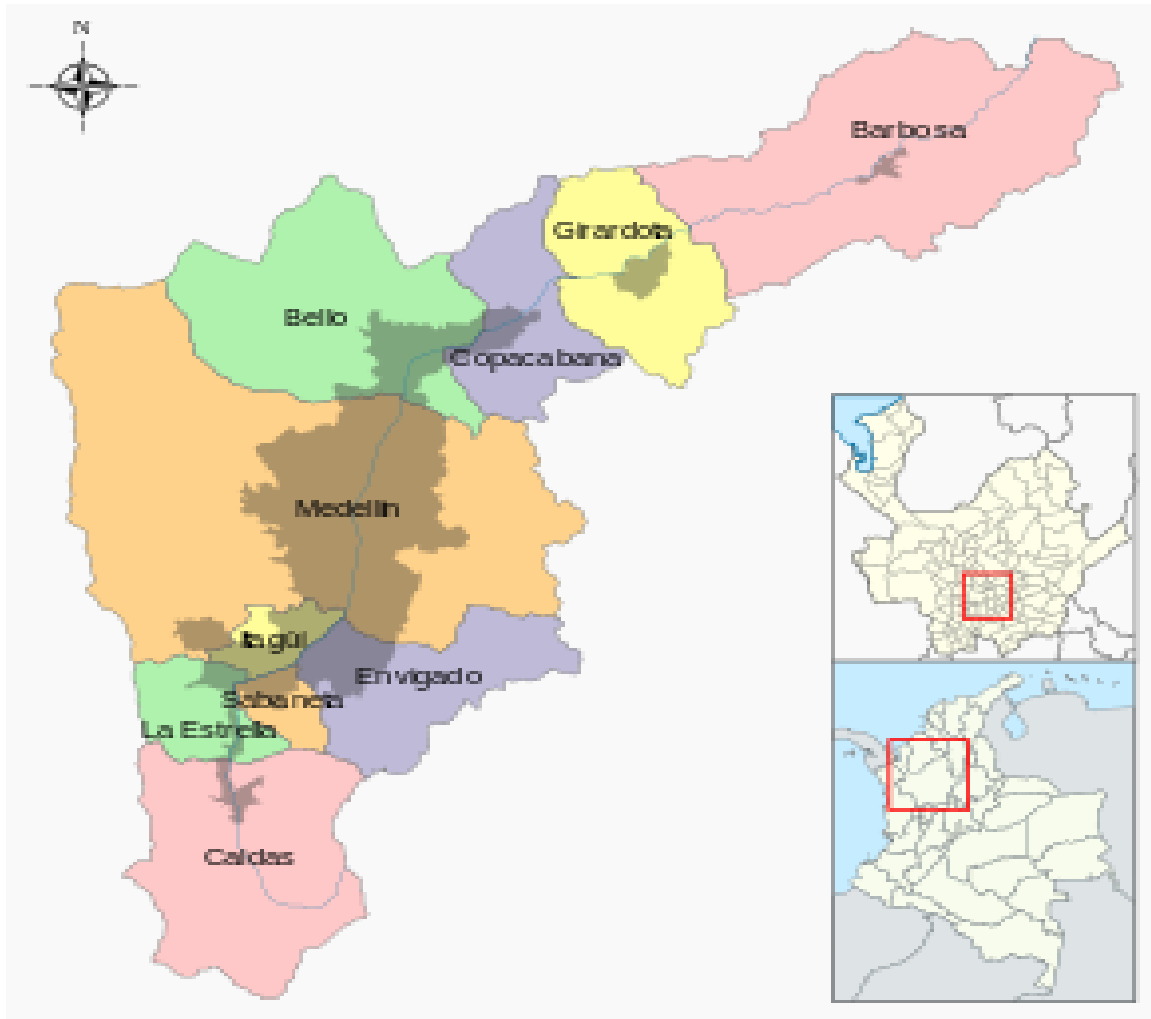 N
Barbosa
Girardota
Bello
Copacabana
Medellín
Itagüí
Envigado
Sabaneta
La Estrella
Caldas